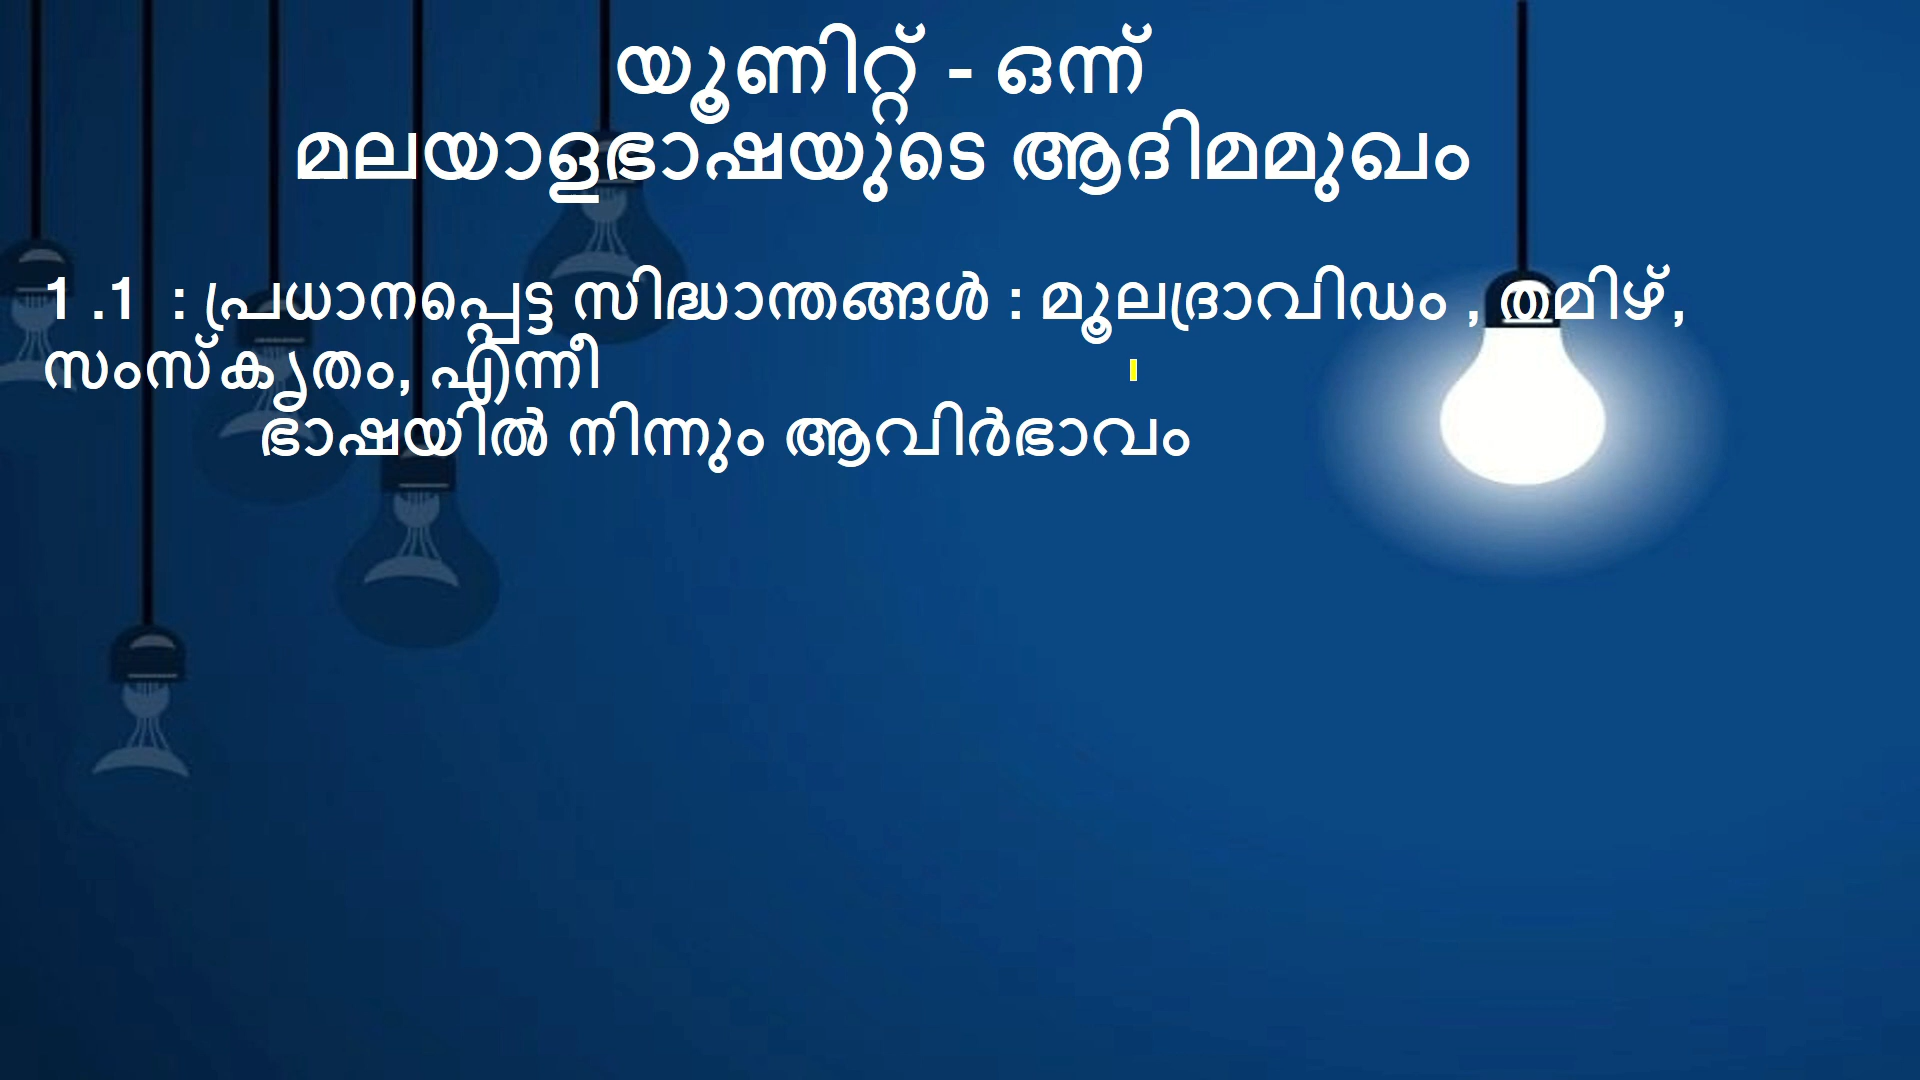 യൂണിറ്റ് - ഒന്ന്
മലയാളഭാഷയുടെ ആദിമമുഖം
1 .1 : പ്രധാനപ്പെട്ട സിദ്ധാന്തങ്ങൾ : മൂലദ്രാവിഡം , തമിഴ്,
സംസ്കൃതം, എന്നീ
ഭാഷയിൽ നിന്നും ആവിർഭാവം